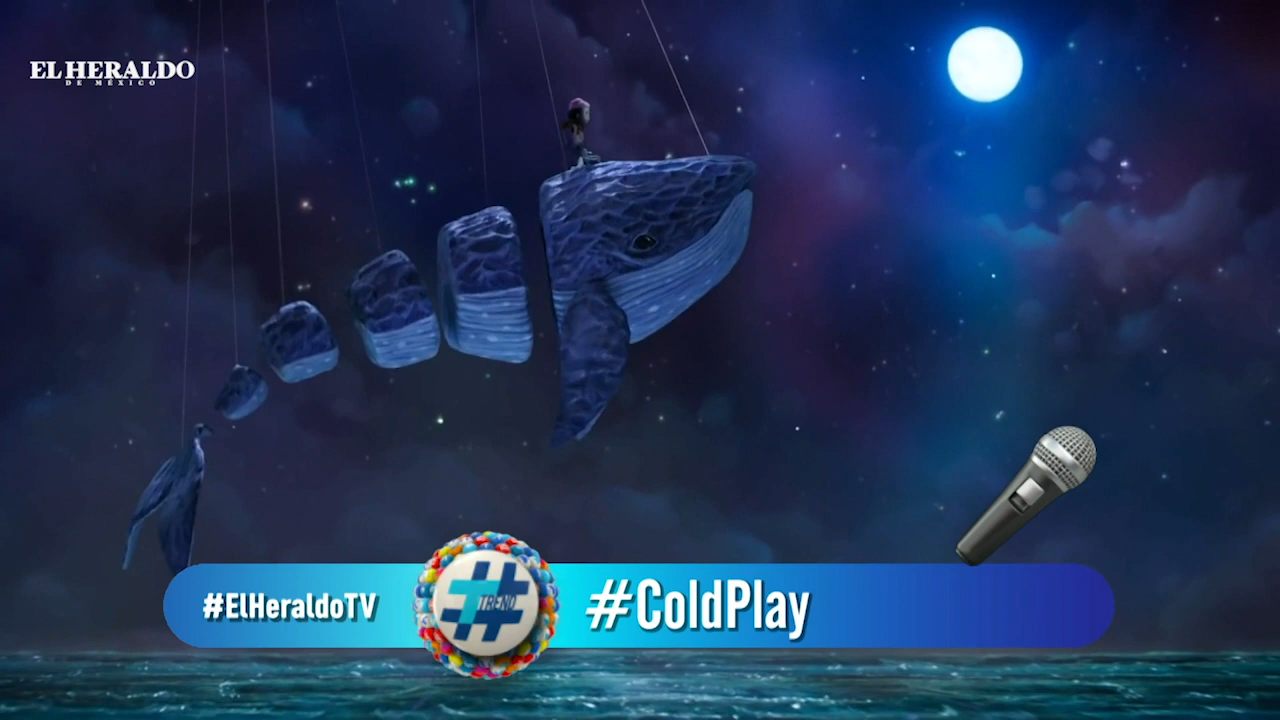 EL HERALDO
DE MÉXICO
#ElHeraldoTV
#TREND
#ColdPlay